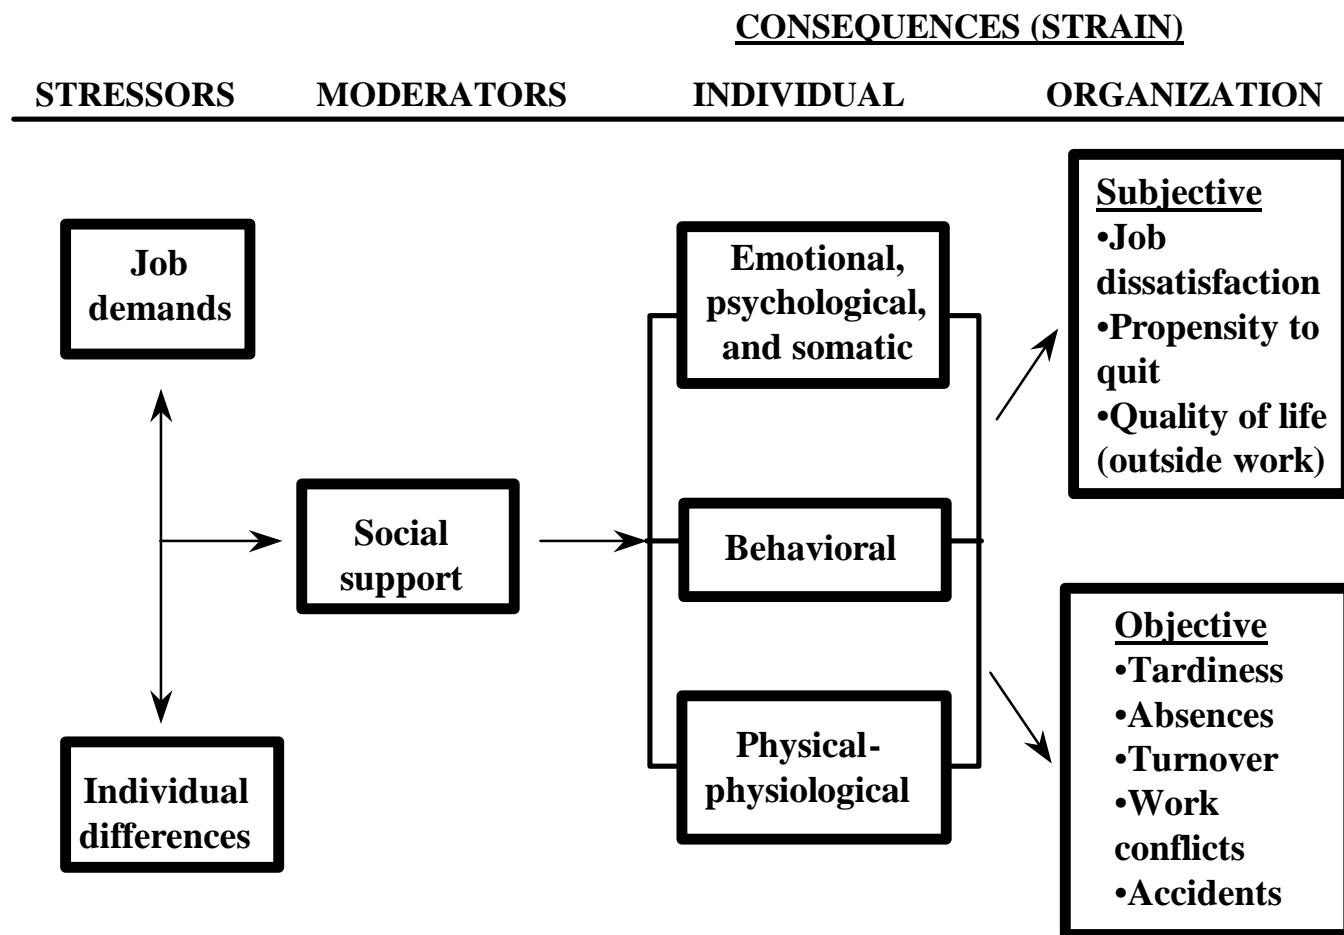 CONSEQUENCES (STRAIN)
STRESSORS MODERATORS INDIVIDUAL ORGANIZATION
Job
demands
Individual
differences
Social
support
Emotional,
psychological,
and somatic
Behavioral
Physical-
physiological
Subjective
•Job
dissatisfaction
•Propensity to
quit
•Quality of life
(outside work)
Objective
•Tardiness
•Absences
•Turnover
•Work
conflicts
•Accidents